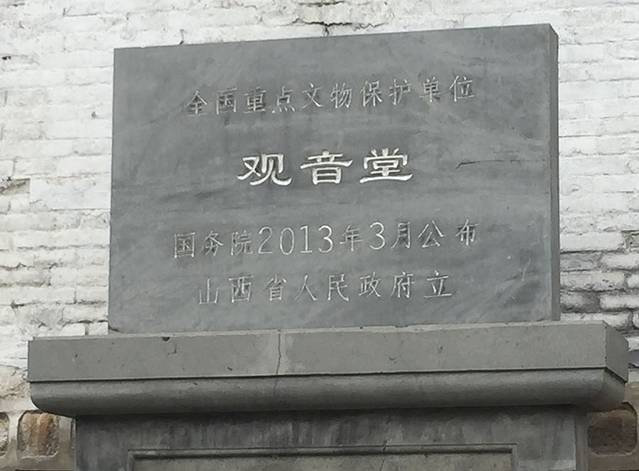 全国重点文物保护单位
观音堂
国务院2013年3月公布
山西省人民政府立